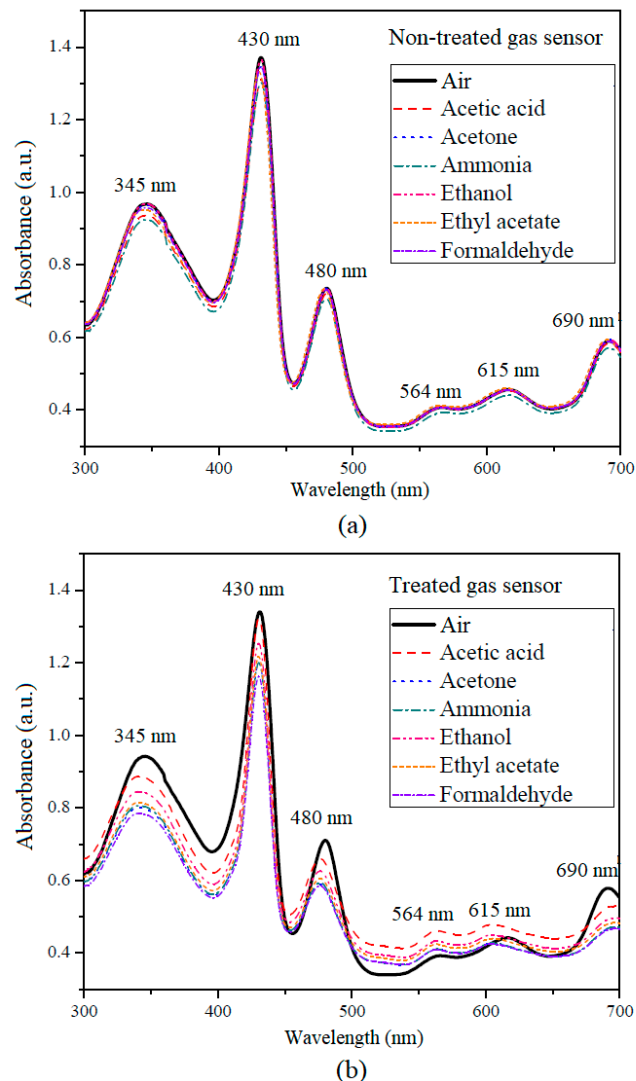 430 nm
Non-treated gas sensor
1.4
Air
Acetic acid
1.2
Acetone
Ammonia
345 nm
Ethanol
1.0
Ethyl acetate
Formaldehyde
Absorbance (a.u.)
0.8
480 nm
690 nm
0.6
615 nm
564 nm
0.4
300
400
500
600
700
Wavelength (nm)
(a)
430 nm
Treated gas sensor
1.4
Air
Acetic acid
1.2
Acetone
Ammonia
345 nm
Ethanol
1.0
Ethyl acetate
Formaldehyde
Absorbance (a.u.)
0.8
480 nm
690 nm
0.6
564 nm
615 nm
0.4
300
400
500
600
700
Wavelength (nm)
(b)